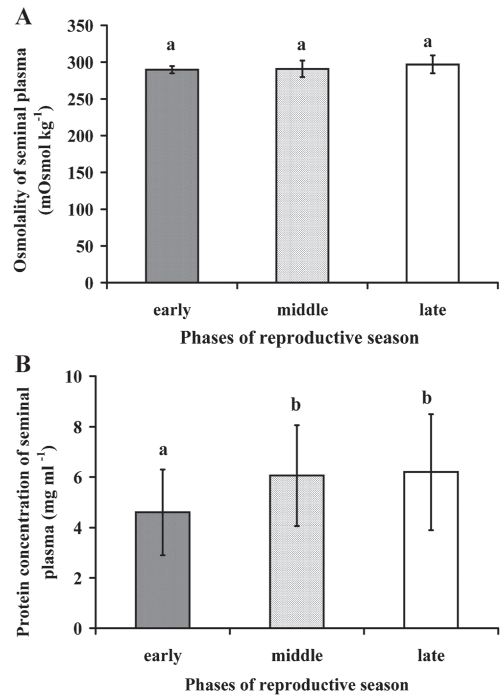 A
Osmolality of seminal plasma
(mOsmol kg⁻¹)
350
300
250
200
150
100
50
0
a
a
a
early
middle
late
Phases of reproductive season
B
Protein concentration of seminal
plasma (mg ml ⁻¹)
10
8
6
4
2
0
a
b
b
early
middle
late
Phases of reproductive season